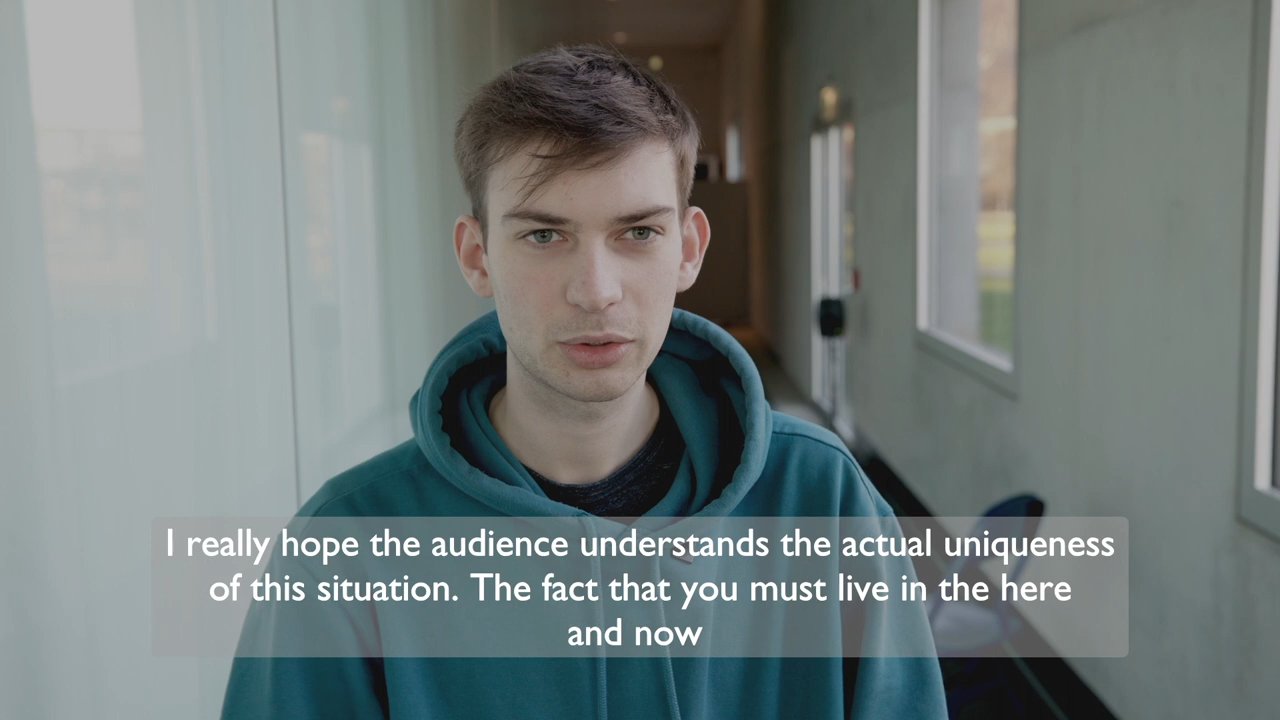 I really hope the audience understands the actual uniqueness
of this situation. The fact that you must live in the here
and now